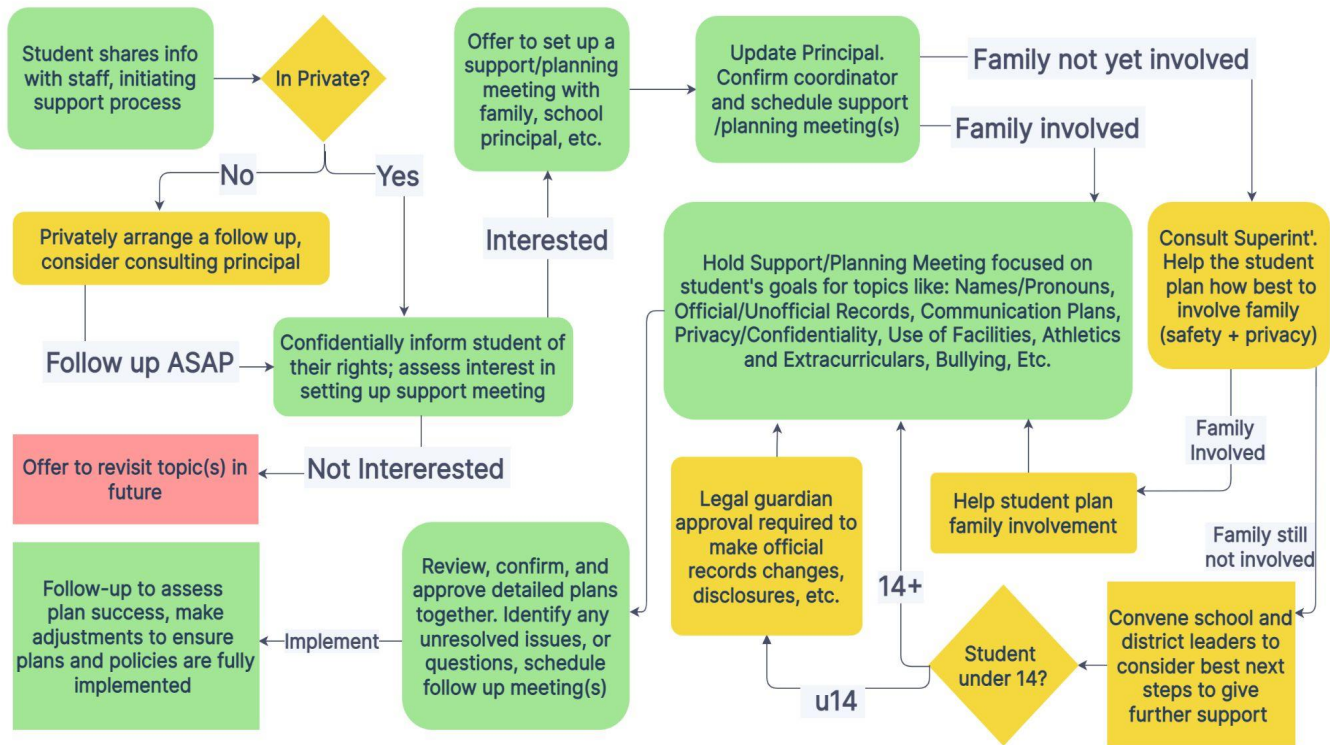 Student shares info
with staff, initiating
support process
In Private?
Offer to set up a
support/planning
meeting with
family, school
principal, etc.
Update Principal.
Confirm coordinator
and schedule support
/planning meeting(s)
Family not yet involved
Family involved
No
Yes
Privately arrange a follow up,
consider consulting principal
Interested
Hold Support/Planning Meeting focused on
student's goals for topics like: Names/Pronouns,
Official/Unofficial Records, Communication Plans,
Privacy/Confidentiality, Use of Facilities, Athletics
and Extracurriculars, Bullying, Etc.
Consult Superint'.
Help the student
plan how best to
involve family
(safety + privacy)
Follow up ASAP
Confidentially inform student of
their rights; assess interest in
setting up support meeting
Family
Involved
Not Intererested
Offer to revisit topic(s) in
future
Legal guardian
approval required to
make official
records changes,
disclosures, etc.
Help student plan
family involvement
Family still
not involved
14+
Follow-up to assess
plan success, make
adjustments to ensure
plans and policies are fully
implemented
Implement
Review, confirm, and
approve detailed plans
together. Identify any
unresolved issues, or
questions, schedule
follow up meeting(s)
Student
under 14?
u14
Convene school and
district leaders to
consider best next
steps to give
further support